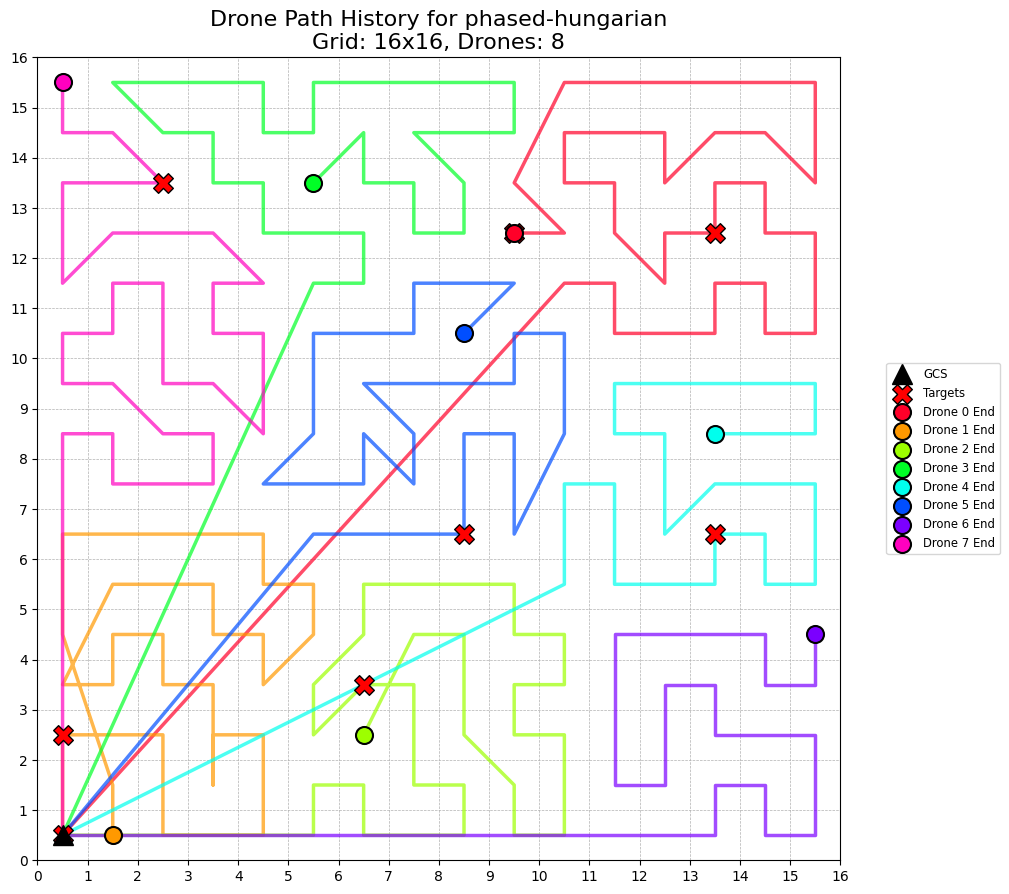 Drone Path History for phased-hungarian
Grid: 16x16, Drones: 8
16
15
14
13
12
11
10
9
8
7
6
5
4
3
2
1
0
0 1 2 3 4 5 6 7 8 9 10 11 12 13 14 15 16
GCS
Targets
Drone 0 End
Drone 1 End
Drone 2 End
Drone 3 End
Drone 4 End
Drone 5 End
Drone 6 End
Drone 7 End